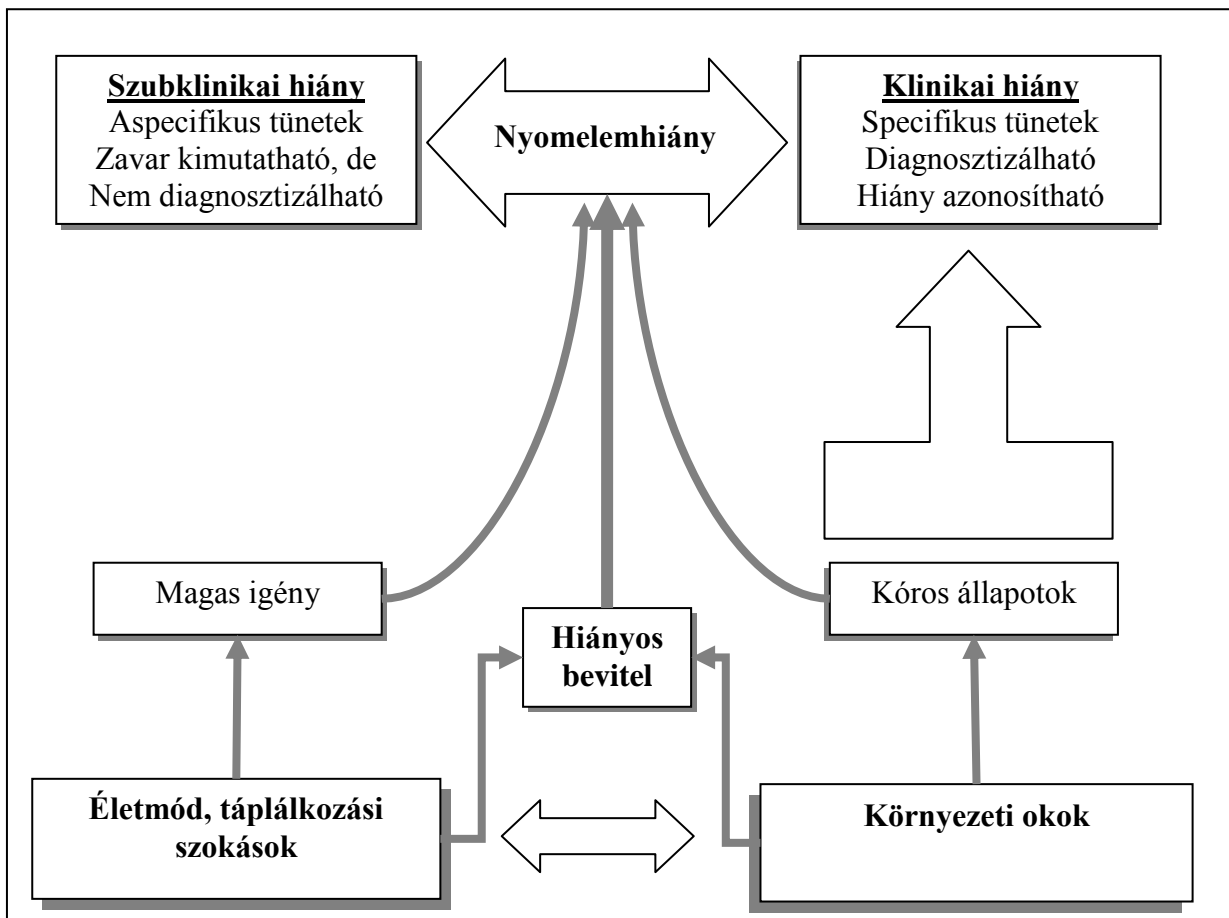 Szubklinikai hiány
Aspecifikus tünetek
Zavar kimutatható, de
Nem diagnosztizálható
Nyomelemhiány
Klinikai hiány
Specifikus tünetek
Diagnosztizálható
Hiány azonosítható
Magas igény
Hiányos
bevitel
Kóros állapotok
Életmód, táplálkozási
szokások
Környezeti okok